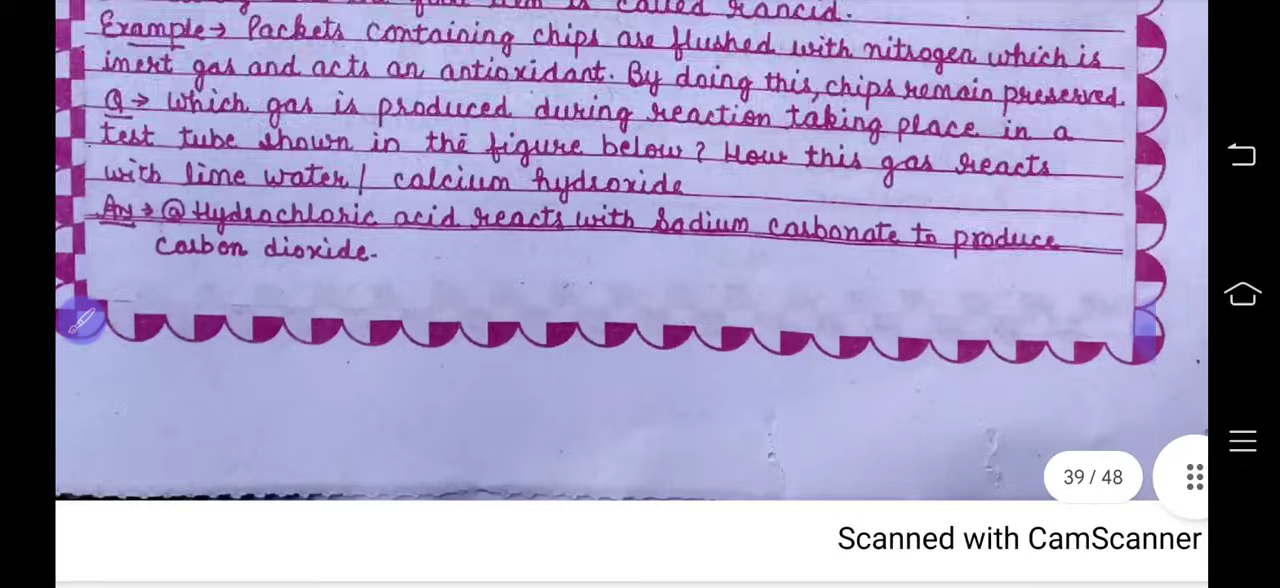 called rancid.
Example → Packets containing chips are flushed with nitrogen which is
inert gas and acts an antioxidant. By doing this, chips remain preserved.
Q → Which gas is produced during reaction taking place in a
test tube shown in the figure below? How this gas reacts
with lime water / calcium hydroxide
Ans → @ Hydrochloric acid reacts with Sodium carbonate to produce
Carbon dioxide.
39 / 48
Scanned with CamScanner